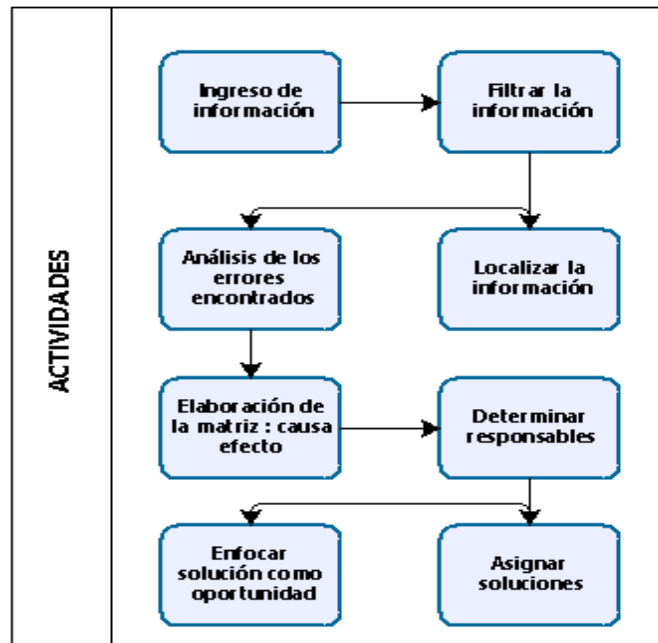 ACTIVIDADES
Ingreso de
información
Filtrar la
información
Análisis de los
errores
encontrados
Localizar la
información
Elaboración de
la matriz : causa
efecto
Determinar
responsables
Enfocar
solución como
oportunidad
Asignar
soluciones